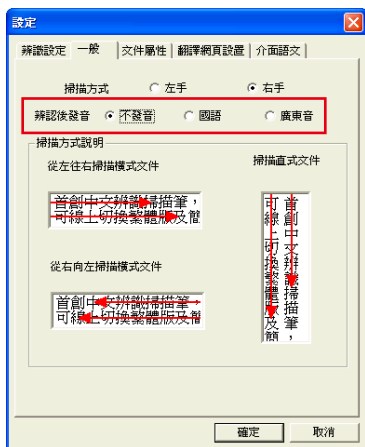 設定
辨識設定 一般 文件屬性 翻譯網頁設置 介面語文
掃描方式 左手 右手
辨認後發音 不發音 國語 廣東音
掃描方式說明
從左往右掃描橫式文件
首創中文辨識掃描筆，
可線上切換繁體版及簡
從右向左掃描橫式文件
首創中文辨識掃描筆，
可線上切換繁體版及簡
掃描直式文件
首創中文辨識掃描筆，
可線上切換繁體版及簡
確定 取消